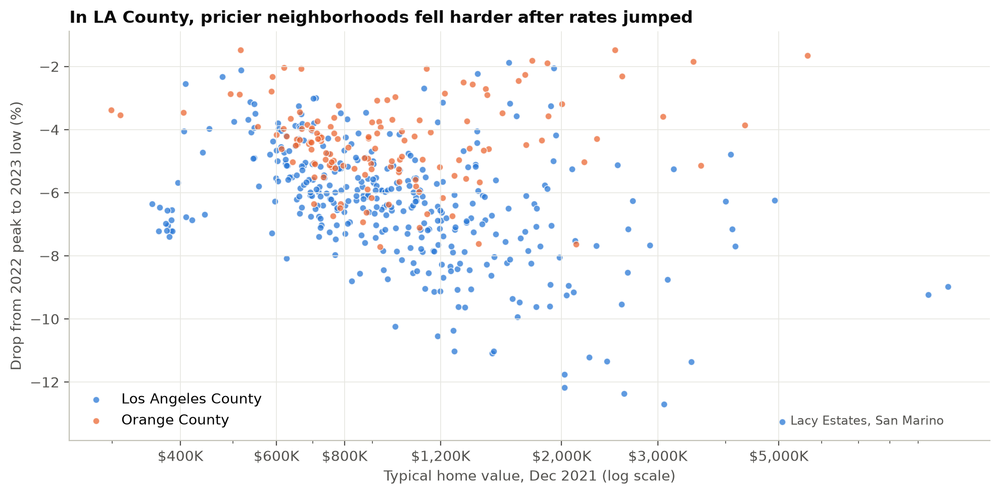 In LA County, pricier neighborhoods fell harder after rates jumped
Drop from 2022 peak to 2023 low (%)
−2
−4
−6
−8
−10
−12
Los Angeles County
Orange County
Lacy Estates, San Marino
$400K $600K $800K $1,200K $2,000K $3,000K $5,000K
Typical home value, Dec 2021 (log scale)